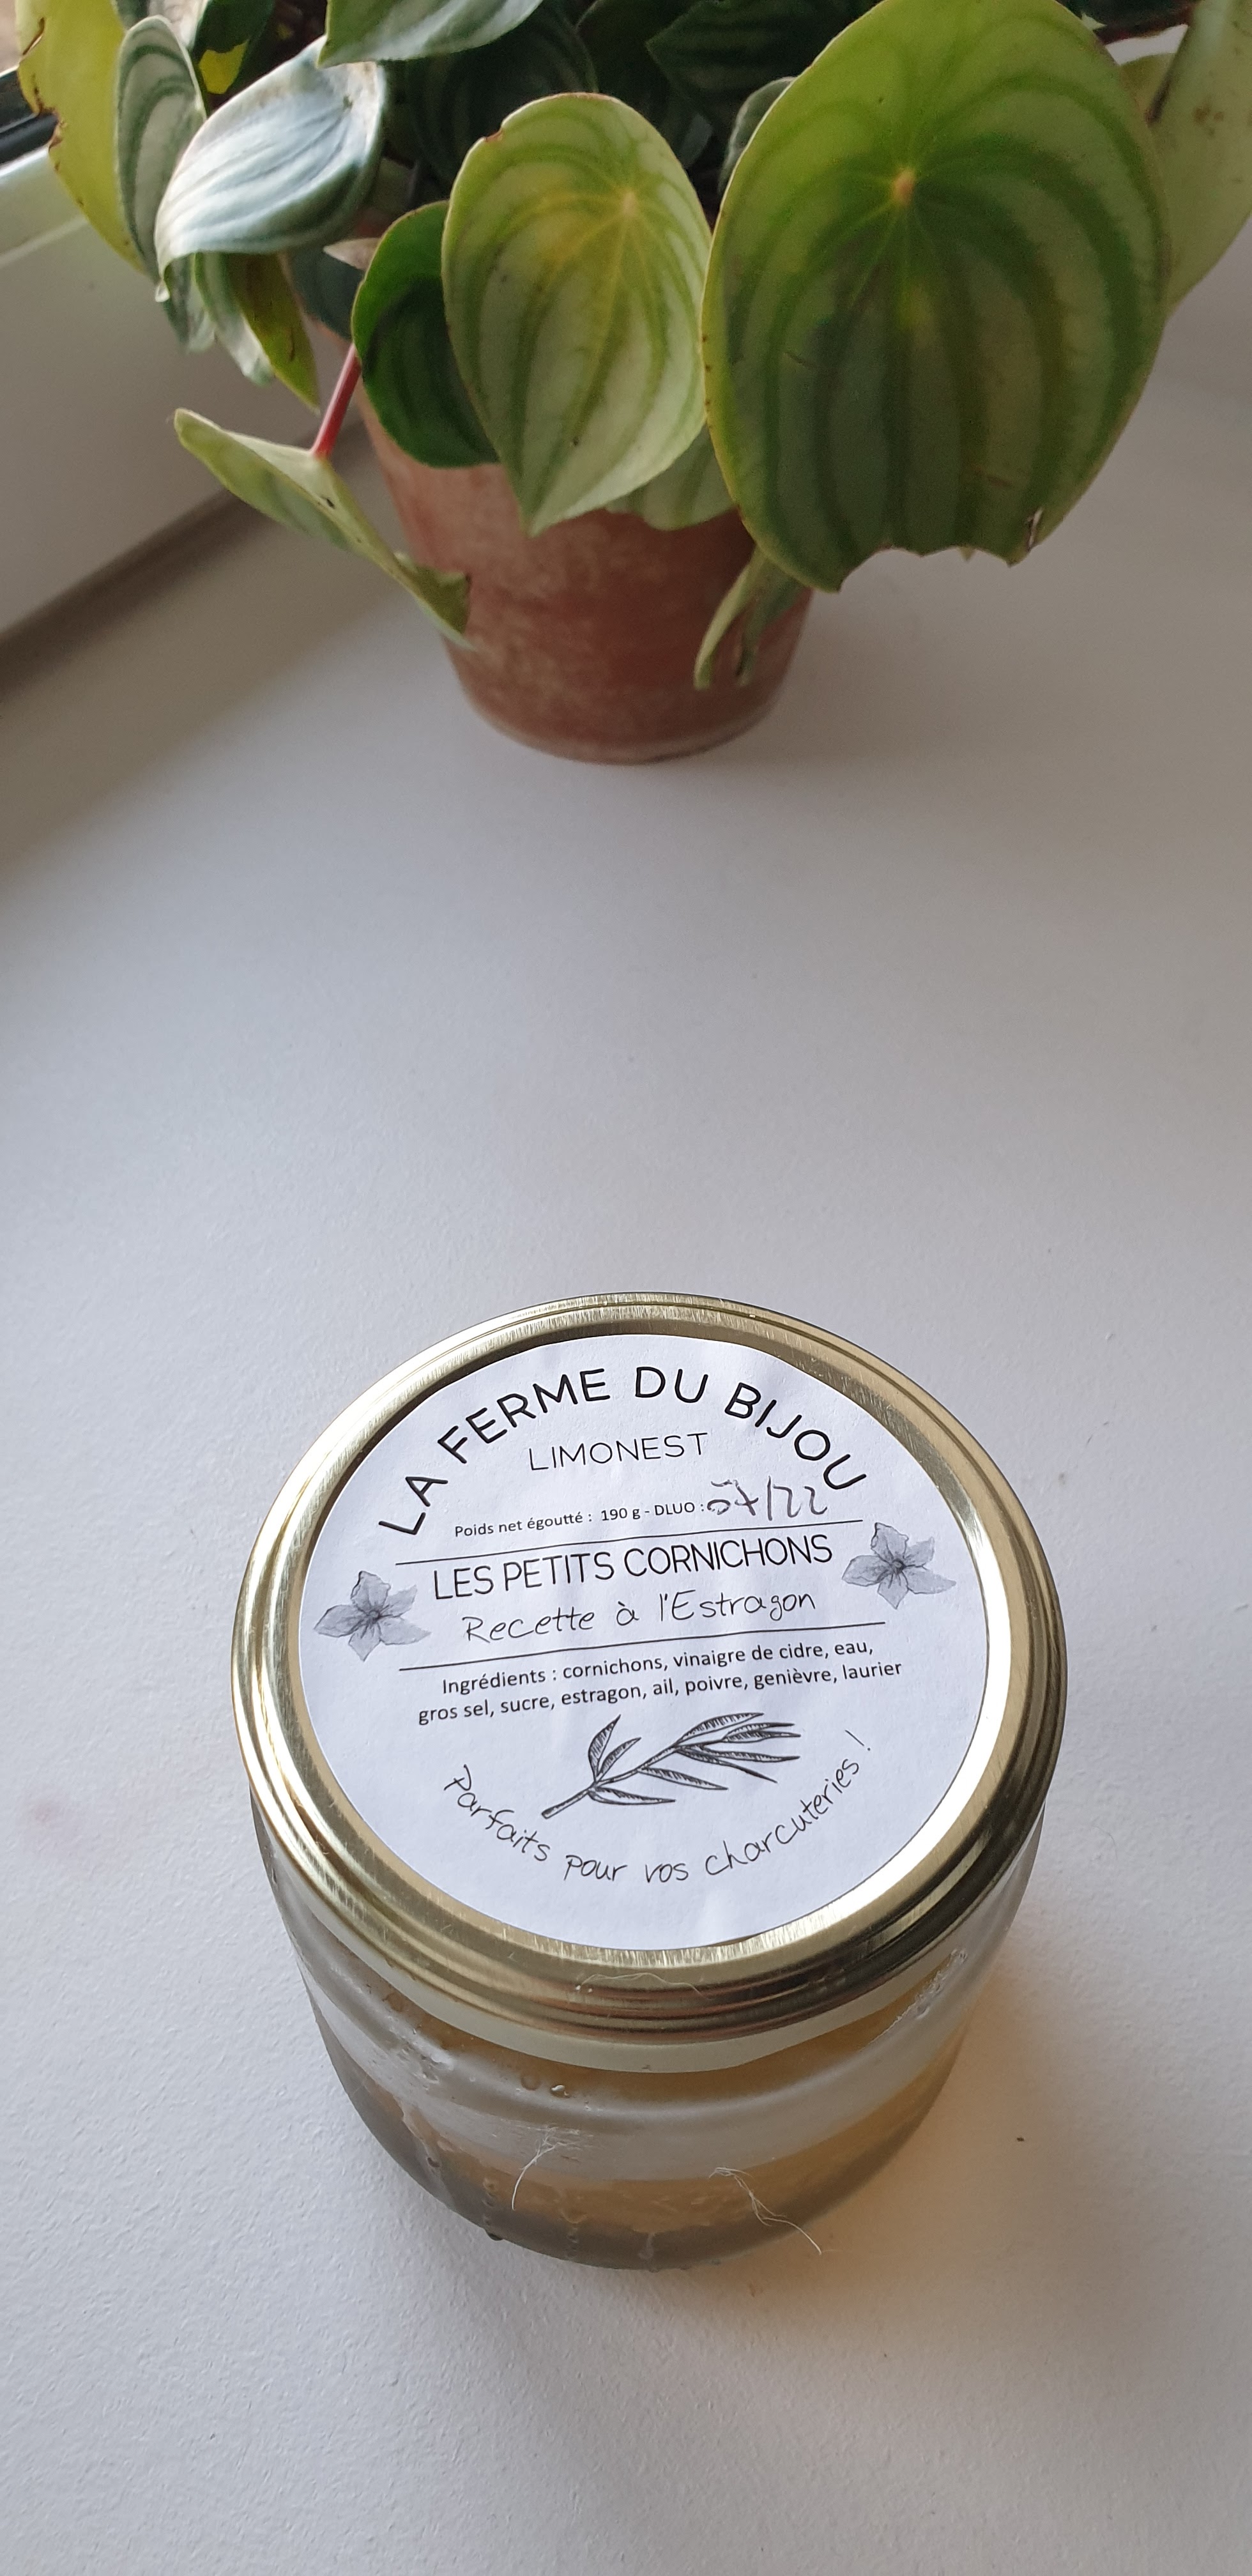 LA FERME DU BIJOU
LIMONEST
Poids net égoutté : 190 g - DLUO : 07/22
LES PETITS CORNICHONS
Recette à l'Estragon
Ingrédients : cornichons, vinaigre de cidre, eau,
gros sel, sucre, estragon, ail, poivre, genièvre, laurier
Parfaits pour vos charcuteries !